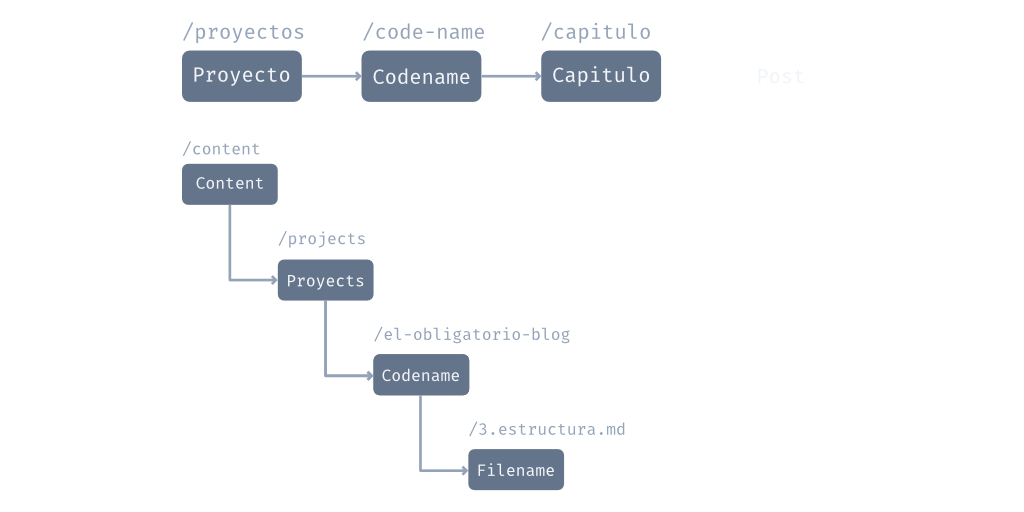 /proyectos /code-name /capitulo
Proyecto Codename Capitulo Post
/content
Content
/projects
Proyects
/el-obligatorio-blog
Codename
/3.estructura.md
Filename